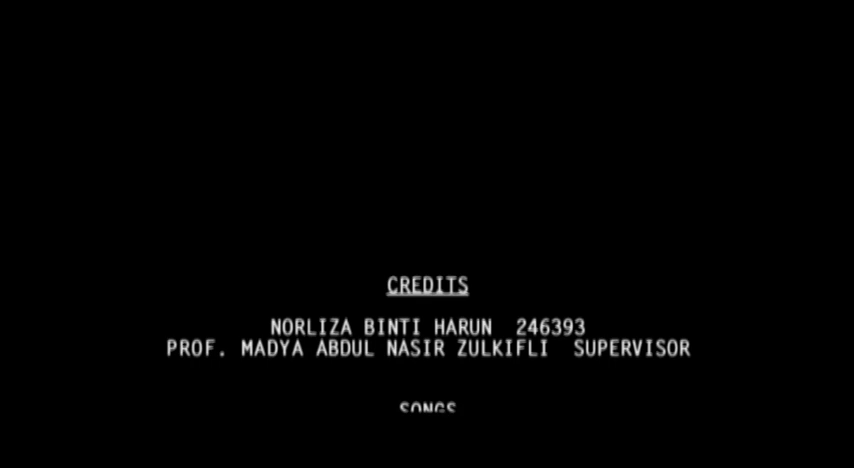 CREDITS
NORLIZA BINTI HARUN 246393
PROF. MADYA ABDUL NASIR ZULKIFLI SUPERVISOR
SONGS